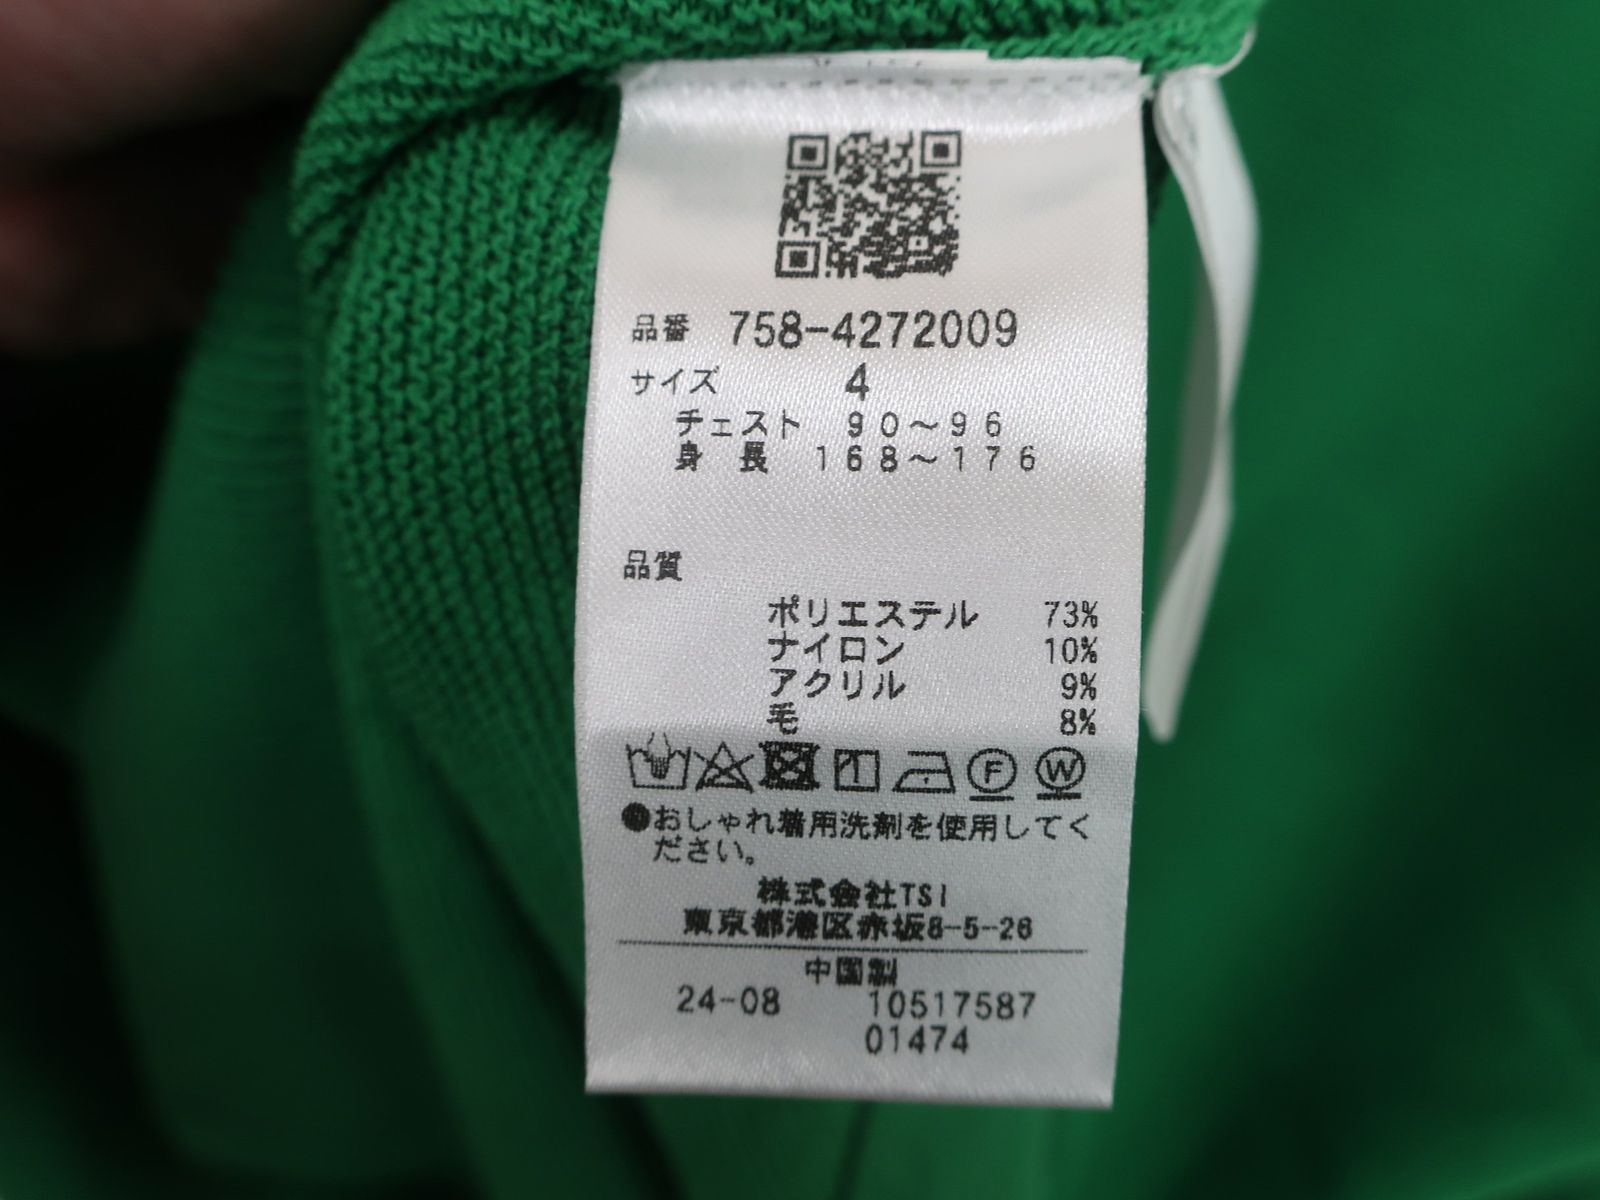 品番 758-4272009
サイズ 4
チェスト 90～96
身 長 168～176
品質
ポリエステル 73%
ナイロン 10%
アクリル 9%
毛 8%
F W
●おしゃれ着用洗剤を使用してく
ださい。
株式会社TSI
東京都港区赤坂8-5-26
中国製
24-08 10517587
01474